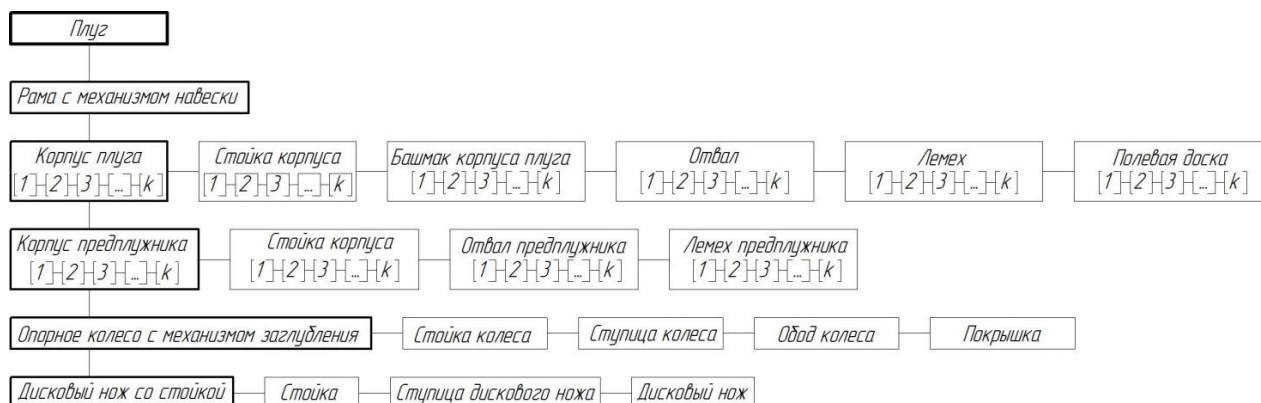 Плуг
Рама с механизмом навески
Корпус плуга
[1]-[2]-[3]-[...]-[k]
Стойка корпуса
[1]-[2]-[3]-[...]-[k]
Башмак корпуса плуга
[1]-[2]-[3]-[...]-[k]
Отвал
[1]-[2]-[3]-[...]-[k]
Лемех
[1]-[2]-[3]-[...]-[k]
Полевая доска
[1]-[2]-[3]-[...]-[k]
Корпус предплужника
[1]-[2]-[3]-[...]-[k]
Стойка корпуса
[1]-[2]-[3]-[...]-[k]
Отвал предплужника
[1]-[2]-[3]-[...]-[k]
Лемех предплужника
[1]-[2]-[3]-[...]-[k]
Опорное колесо с механизмом заглубления
Стойка колеса
Ступица колеса
Обод колеса
Покрышка
Дисковый нож со стойкой
Стойка
Ступица дискового ножа
Дисковый нож